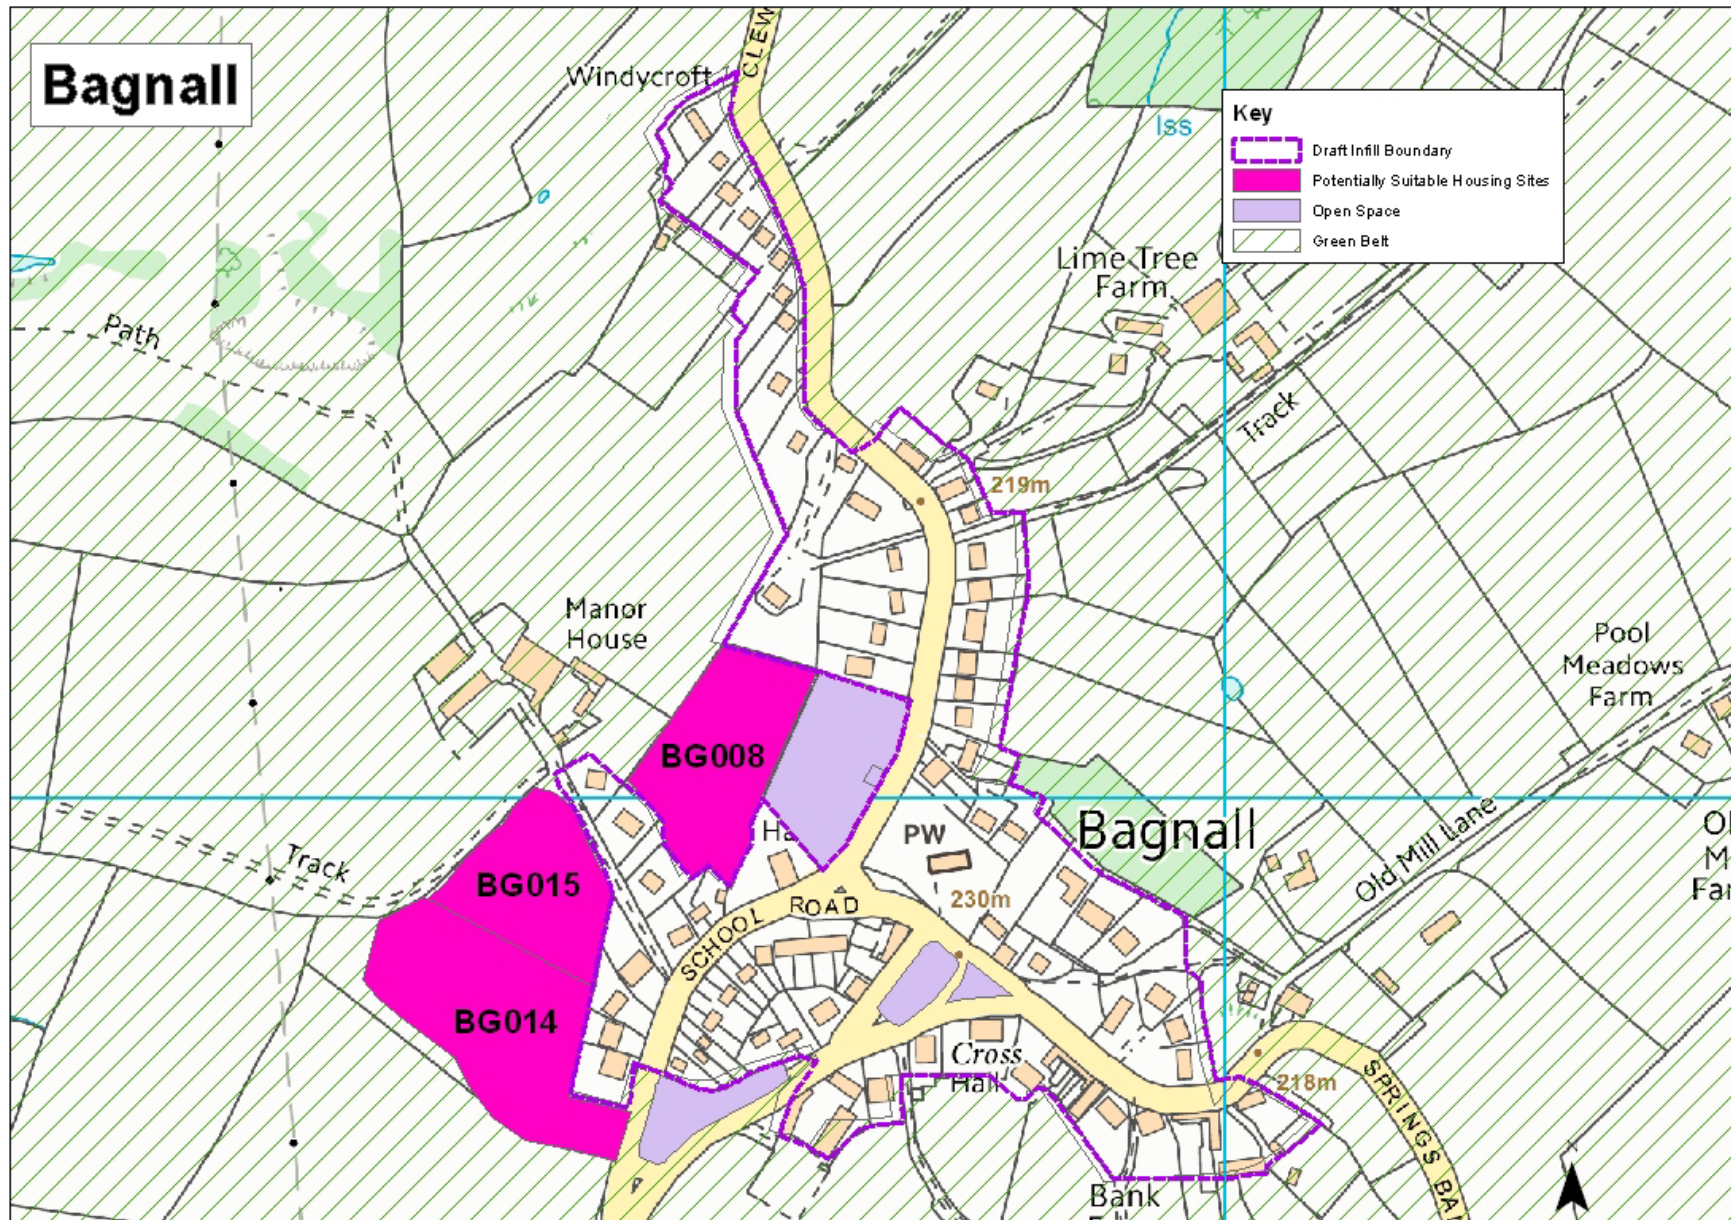 Bagnall
CLEW
Windycroft
Iss
Key
Draft Infill Boundary
Potentially Suitable Housing Sites
Open Space
Green Belt
Lime Tree
Farm
Path
Track
219m
Manor
House
Pool
Meadows
Farm
BG008
Bagnall
Old Mill Lane
PW
Track
BG015
230m
SCHOOL ROAD
BG014
Cross
Hall
218m
SPRINGS BA
Bank